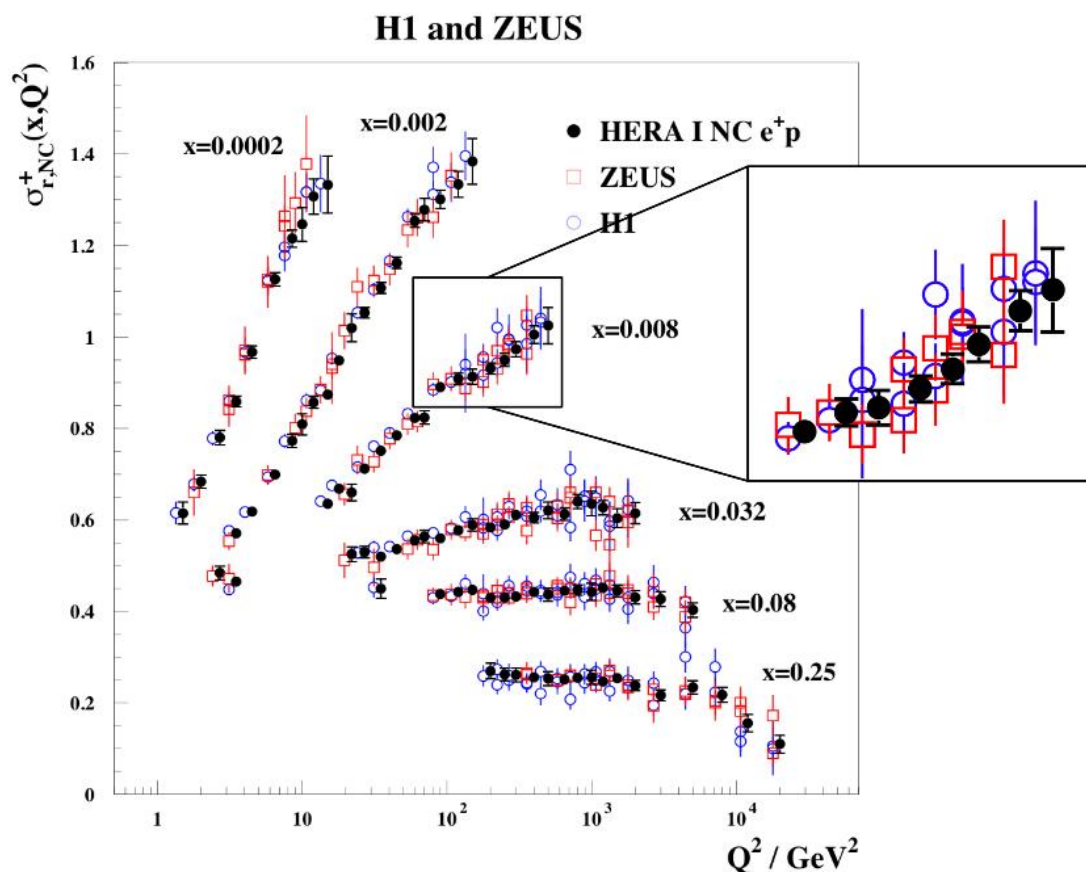 H1 and ZEUS
σ⁺r,NC(x,Q²)
1.6
1.4
1.2
1
0.8
0.6
0.4
0.2
0
x=0.0002
x=0.002
HERA I NC e⁺p
ZEUS
H1
x=0.008
x=0.032
x=0.08
x=0.25
1
10
10²
10³
10⁴
Q² / GeV²